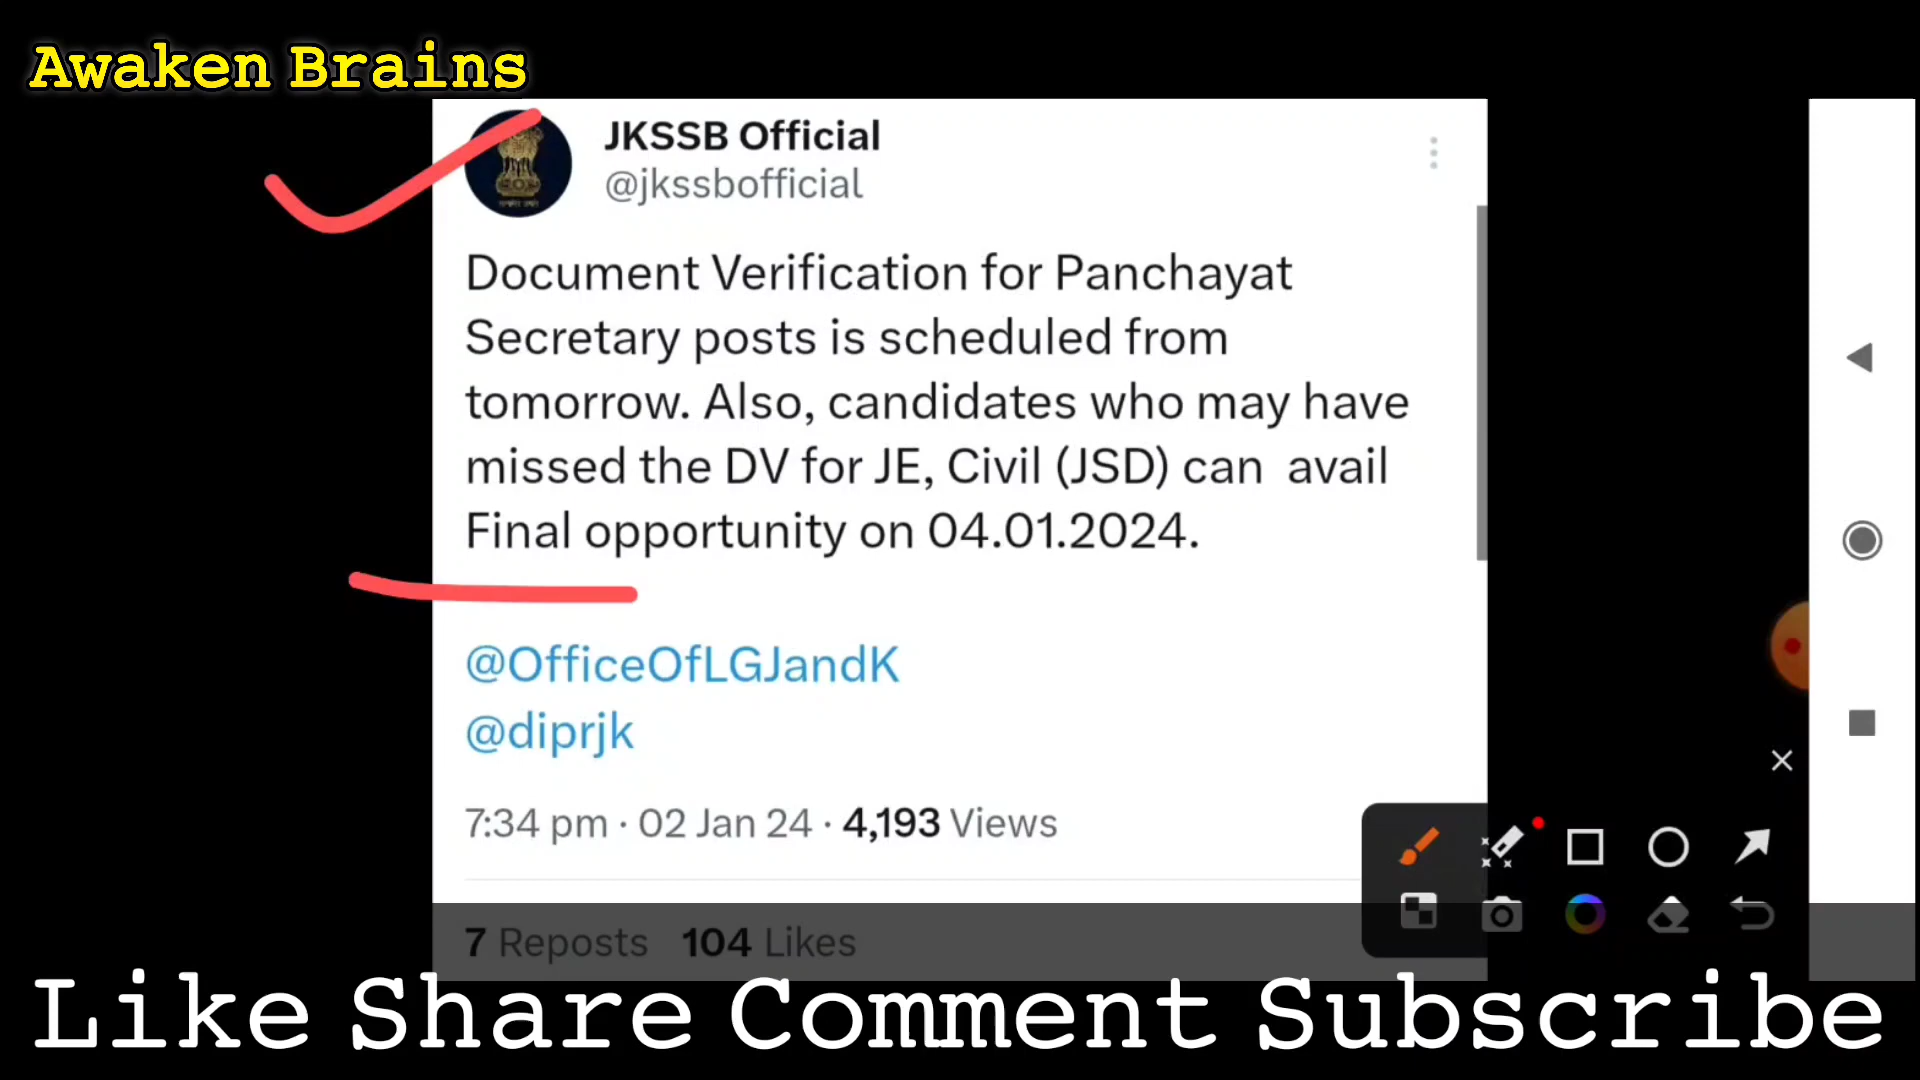 Awaken Brains
JKSSB Official
@jkssbofficial
Document Verification for Panchayat
Secretary posts is scheduled from
tomorrow. Also, candidates who may have
missed the DV for JE, Civil (JSD) can avail
Final opportunity on 04.01.2024.
@OfficeOfLGJandK
@diprjk
7:34 pm · 02 Jan 24 · 4,193 Views
7 Reposts 104 Likes
Like Share Comment Subscribe